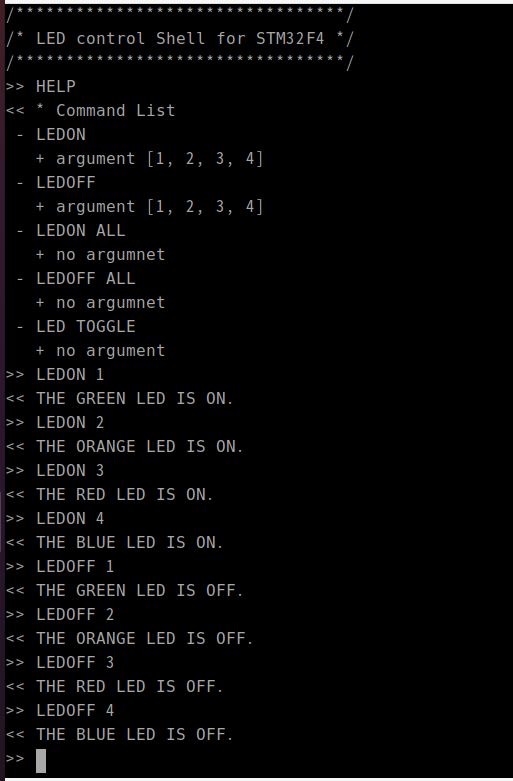 /*********************************/
/* LED control Shell for STM32F4 */
/*********************************/
>> HELP
<< * Command List
 - LEDON
   + argument [1, 2, 3, 4]
 - LEDOFF
   + argument [1, 2, 3, 4]
 - LEDON ALL
   + no argumnet
 - LEDOFF ALL
   + no argumnet
 - LED TOGGLE
   + no argument
>> LEDON 1
<< THE GREEN LED IS ON.
>> LEDON 2
<< THE ORANGE LED IS ON.
>> LEDON 3
<< THE RED LED IS ON.
>> LEDON 4
<< THE BLUE LED IS ON.
>> LEDOFF 1
<< THE GREEN LED IS OFF.
>> LEDOFF 2
<< THE ORANGE LED IS OFF.
>> LEDOFF 3
<< THE RED LED IS OFF.
>> LEDOFF 4
<< THE BLUE LED IS OFF.
>>